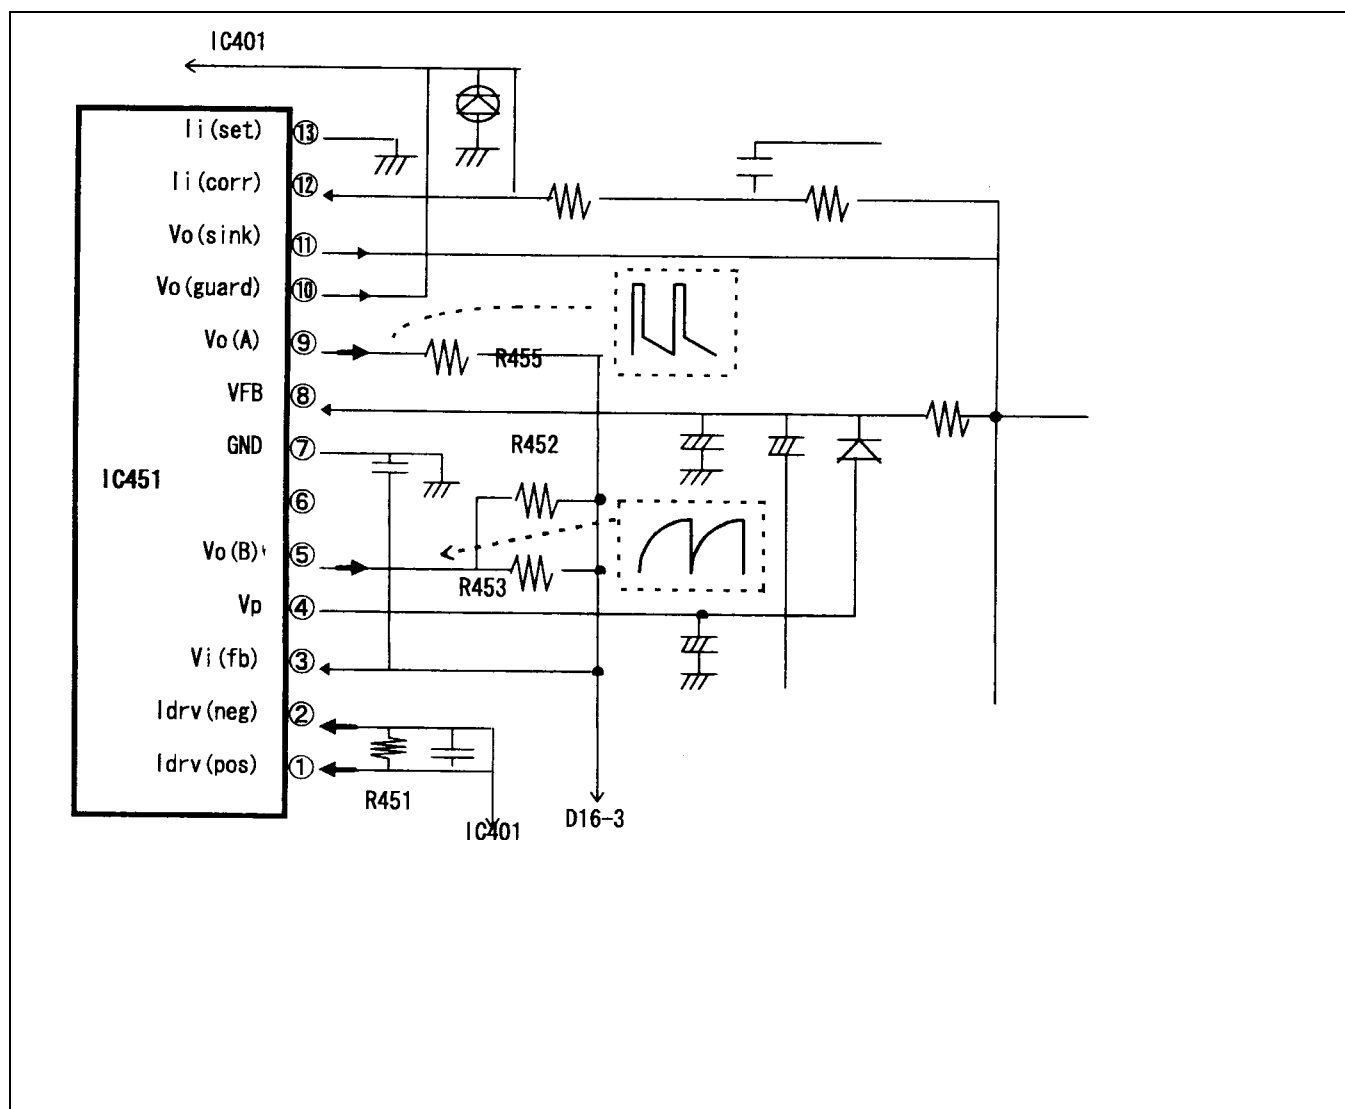 IC401
Ii(set) ⑬
Ii(corr) ⑫
Vo(sink) ⑪
Vo(guard) ⑩
Vo(A) ⑨
R455
VFB ⑧
GND ⑦
R452
IC451
⑥
Vo(B) ⑤
R453
Vp ④
Vi(fb) ③
Idrv(neg) ②
Idrv(pos) ①
R451
IC401
D16-3